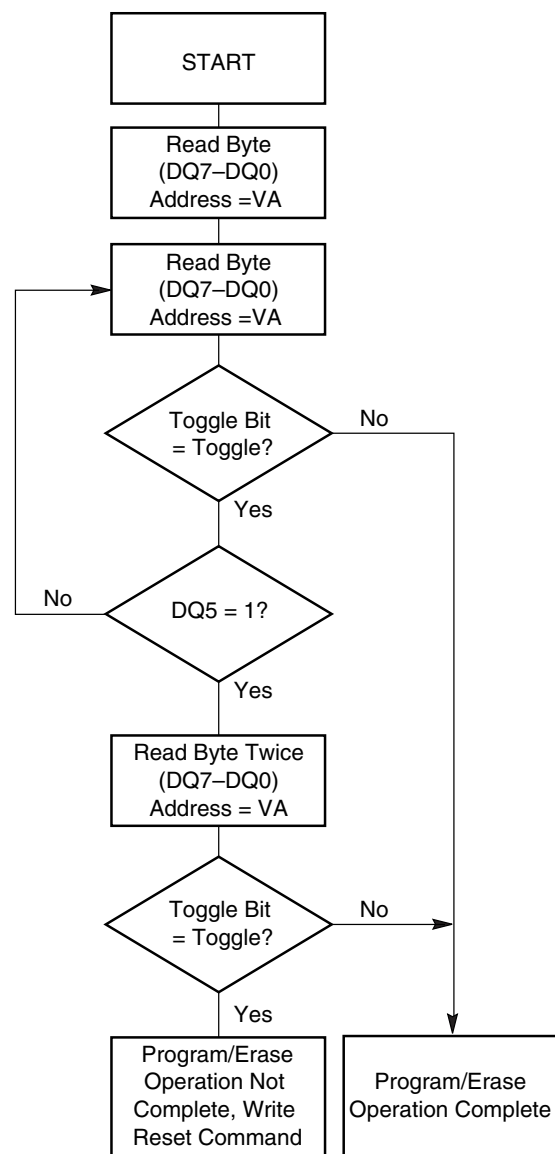 START
Read Byte
(DQ7–DQ0)
Address =VA
Read Byte
(DQ7–DQ0)
Address =VA
Toggle Bit
= Toggle?
No
Yes
No
DQ5 = 1?
Yes
Read Byte Twice
(DQ7–DQ0)
Address = VA
Toggle Bit
= Toggle?
No
Yes
Program/Erase
Operation Not
Complete, Write
Reset Command
Program/Erase
Operation Complete